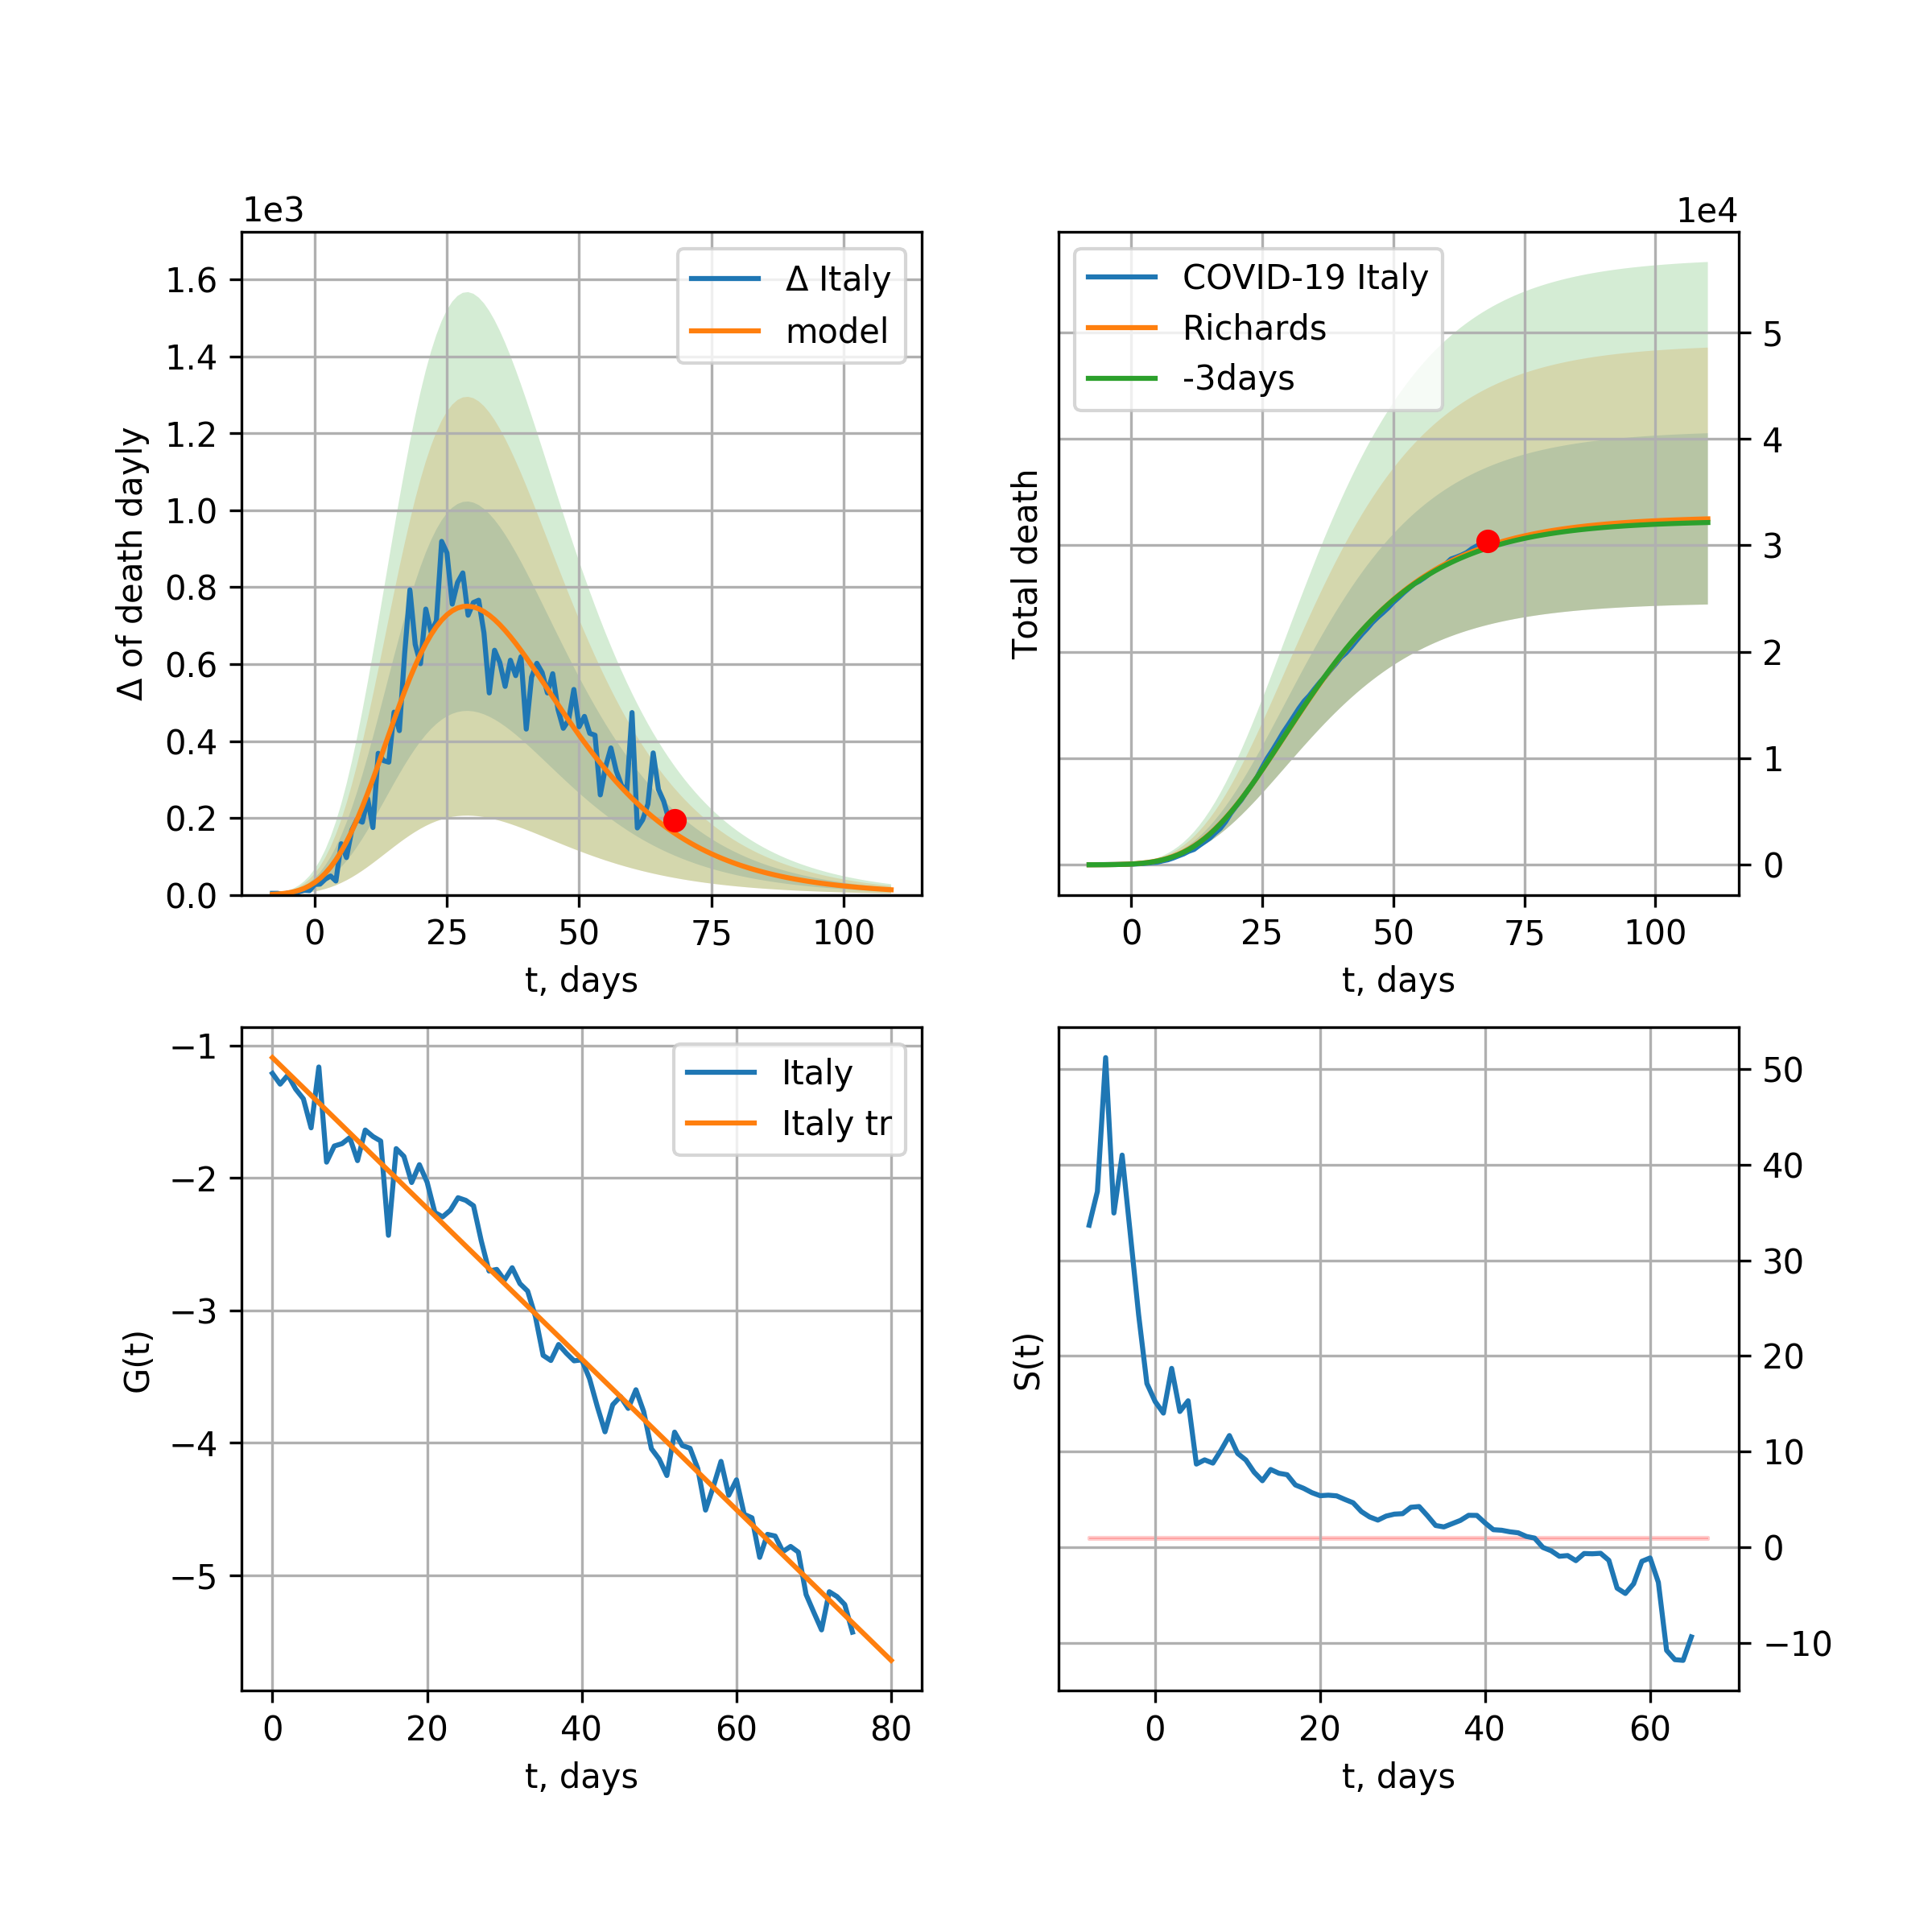 1e3
1.6
1.4
1.2
1.0
0.8
0.6
0.4
0.2
0.0
Δ of death dayly
Δ Italy
model
0 25 50 75 100
t, days
1e4
COVID-19 Italy
Richards
-3days
Total death
5
4
3
2
1
0
0 25 50 75 100
t, days
−1
−2
−3
−4
−5
G(t)
Italy
Italy tr
0 20 40 60 80
t, days
S(t)
50
40
30
20
10
0
−10
0 20 40 60
t, days